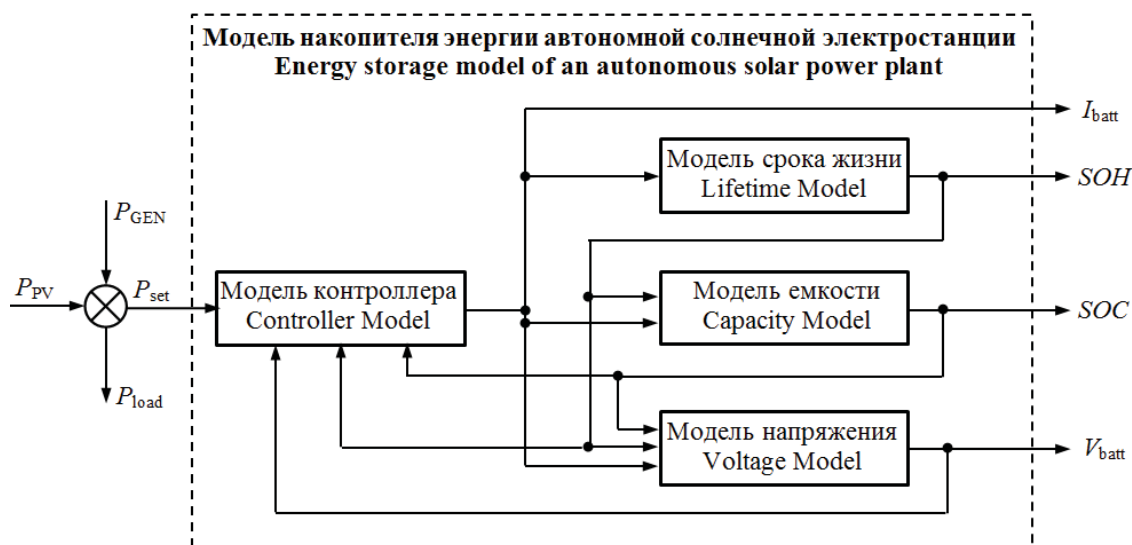 Модель накопителя энергии автономной солнечной электростанции
Energy storage model of an autonomous solar power plant
I_batt
Модель срока жизни
Lifetime Model
SOH
P_GEN
P_PV
P_set
Модель контроллера
Controller Model
Модель емкости
Capacity Model
SOC
P_load
Модель напряжения
Voltage Model
V_batt